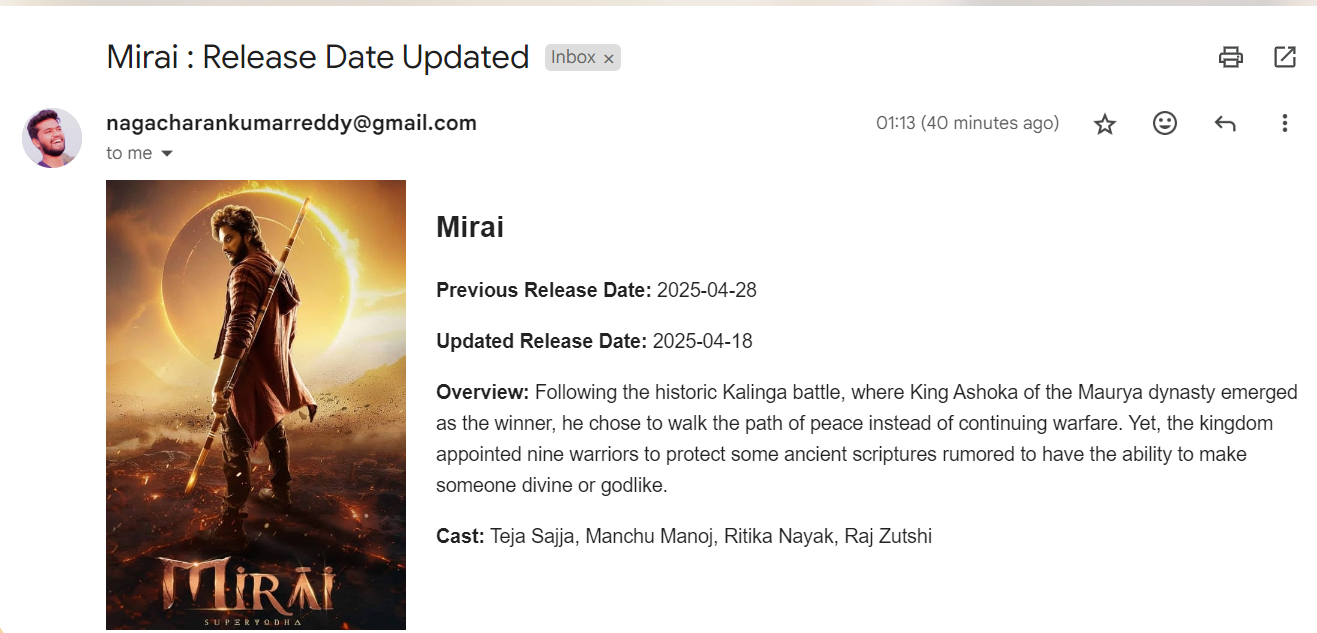 Mirai : Release Date Updated Inbox ×
nagacharankumarreddy@gmail.com 01:13 (40 minutes ago)
to me
Mirai
Previous Release Date: 2025-04-28
Updated Release Date: 2025-04-18
Overview: Following the historic Kalinga battle, where King Ashoka of the Maurya dynasty emerged
as the winner, he chose to walk the path of peace instead of continuing warfare. Yet, the kingdom
appointed nine warriors to protect some ancient scriptures rumored to have the ability to make
someone divine or godlike.
Cast: Teja Sajja, Manchu Manoj, Ritika Nayak, Raj Zutshi
MIRĀI
SUPERYODHA